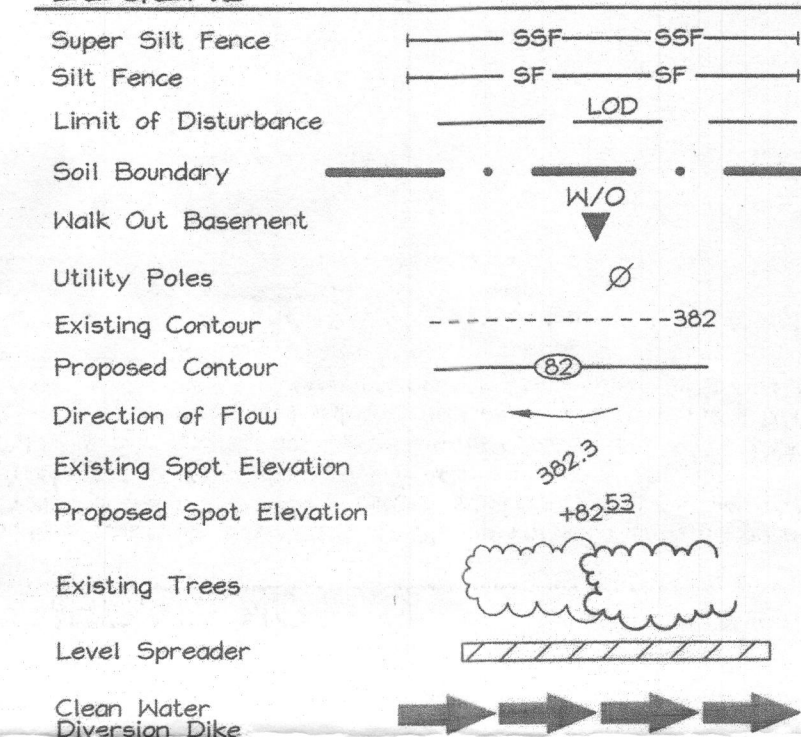 Super Silt Fence SSF SSF
Silt Fence SF SF
Limit of Disturbance LOD
Soil Boundary
Walk Out Basement W/O
Utility Poles
Existing Contour 382
Proposed Contour 82
Direction of Flow
Existing Spot Elevation 382.3
Proposed Spot Elevation +82 53
Existing Trees
Level Spreader
Clean Water
Diversion Dike